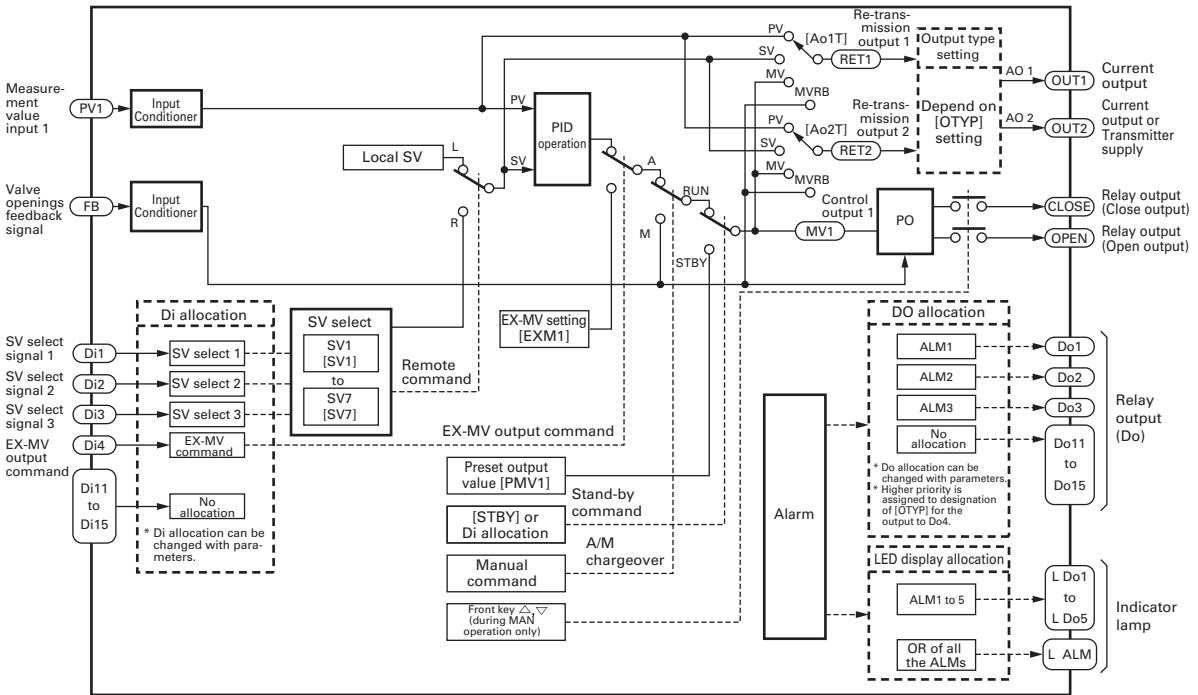 Measure-
ment
value
input 1
PV1
Input
Conditioner
Valve
openings
feedback
signal
FB
Input
Conditioner
PV
SV
PID
operation
Local SV
L
R
A
M
RUN
STBY
EX-MV setting
[EXM1]
PV
SV
MV
MVRB
[Ao1T]
Re-trans-
mission
output 1
RET1
PV
SV
MV
MVRB
[Ao2T]
Re-trans-
mission
output 2
RET2
Output type
setting
Depend on
[OTYP]
setting
AO 1
OUT1
Current
output
AO 2
OUT2
Current
output or
Transmitter
supply
Control
output 1
MV1
PO
CLOSE
Relay output
(Close output)
OPEN
Relay output
(Open output)
Di allocation
SV select
signal 1
Di1
SV select 1
SV select
signal 2
Di2
SV select 2
SV select
signal 3
Di3
SV select 3
EX-MV
output
command
Di4
EX-MV
command
Di11
to
Di15
No
allocation
* Di allocation can be
changed with para-
meters.
SV select
SV1
[SV1]
to
SV7
[SV7]
Remote
command
EX-MV output command
Preset output
value [PMV1]
Stand-by
command
[STBY] or
Di allocation
A/M
chargeover
Manual
command
Front key △,▽
(during MAN
operation only)
Alarm
DO allocation
ALM1
Do1
ALM2
Do2
ALM3
Do3
No
allocation
Do11
to
Do15
Relay
output
(Do)
* Do allocation can be
changed with parameters.
* Higher priority is
assigned to designation
of [OTYP] for the
output to Do4.
LED display allocation
ALM1 to 5
L Do1
to
L Do5
OR of all
the ALMs
L ALM
Indicator
lamp